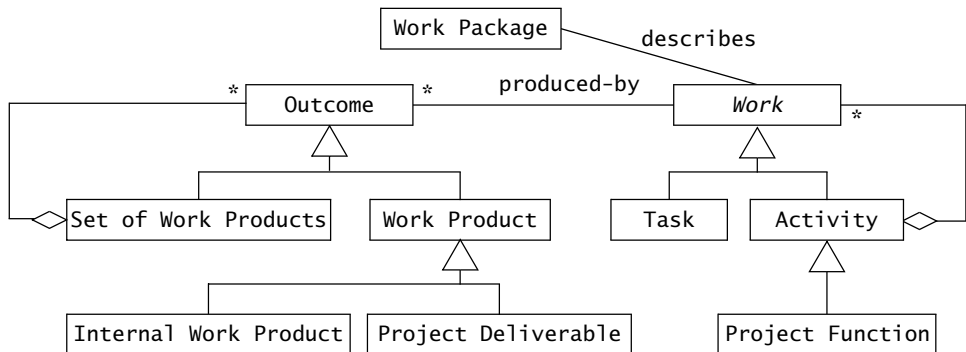 Work Package
describes
* Outcome * produced-by Work *
Set of Work Products Work Product Task Activity
Internal Work Product Project Deliverable Project Function